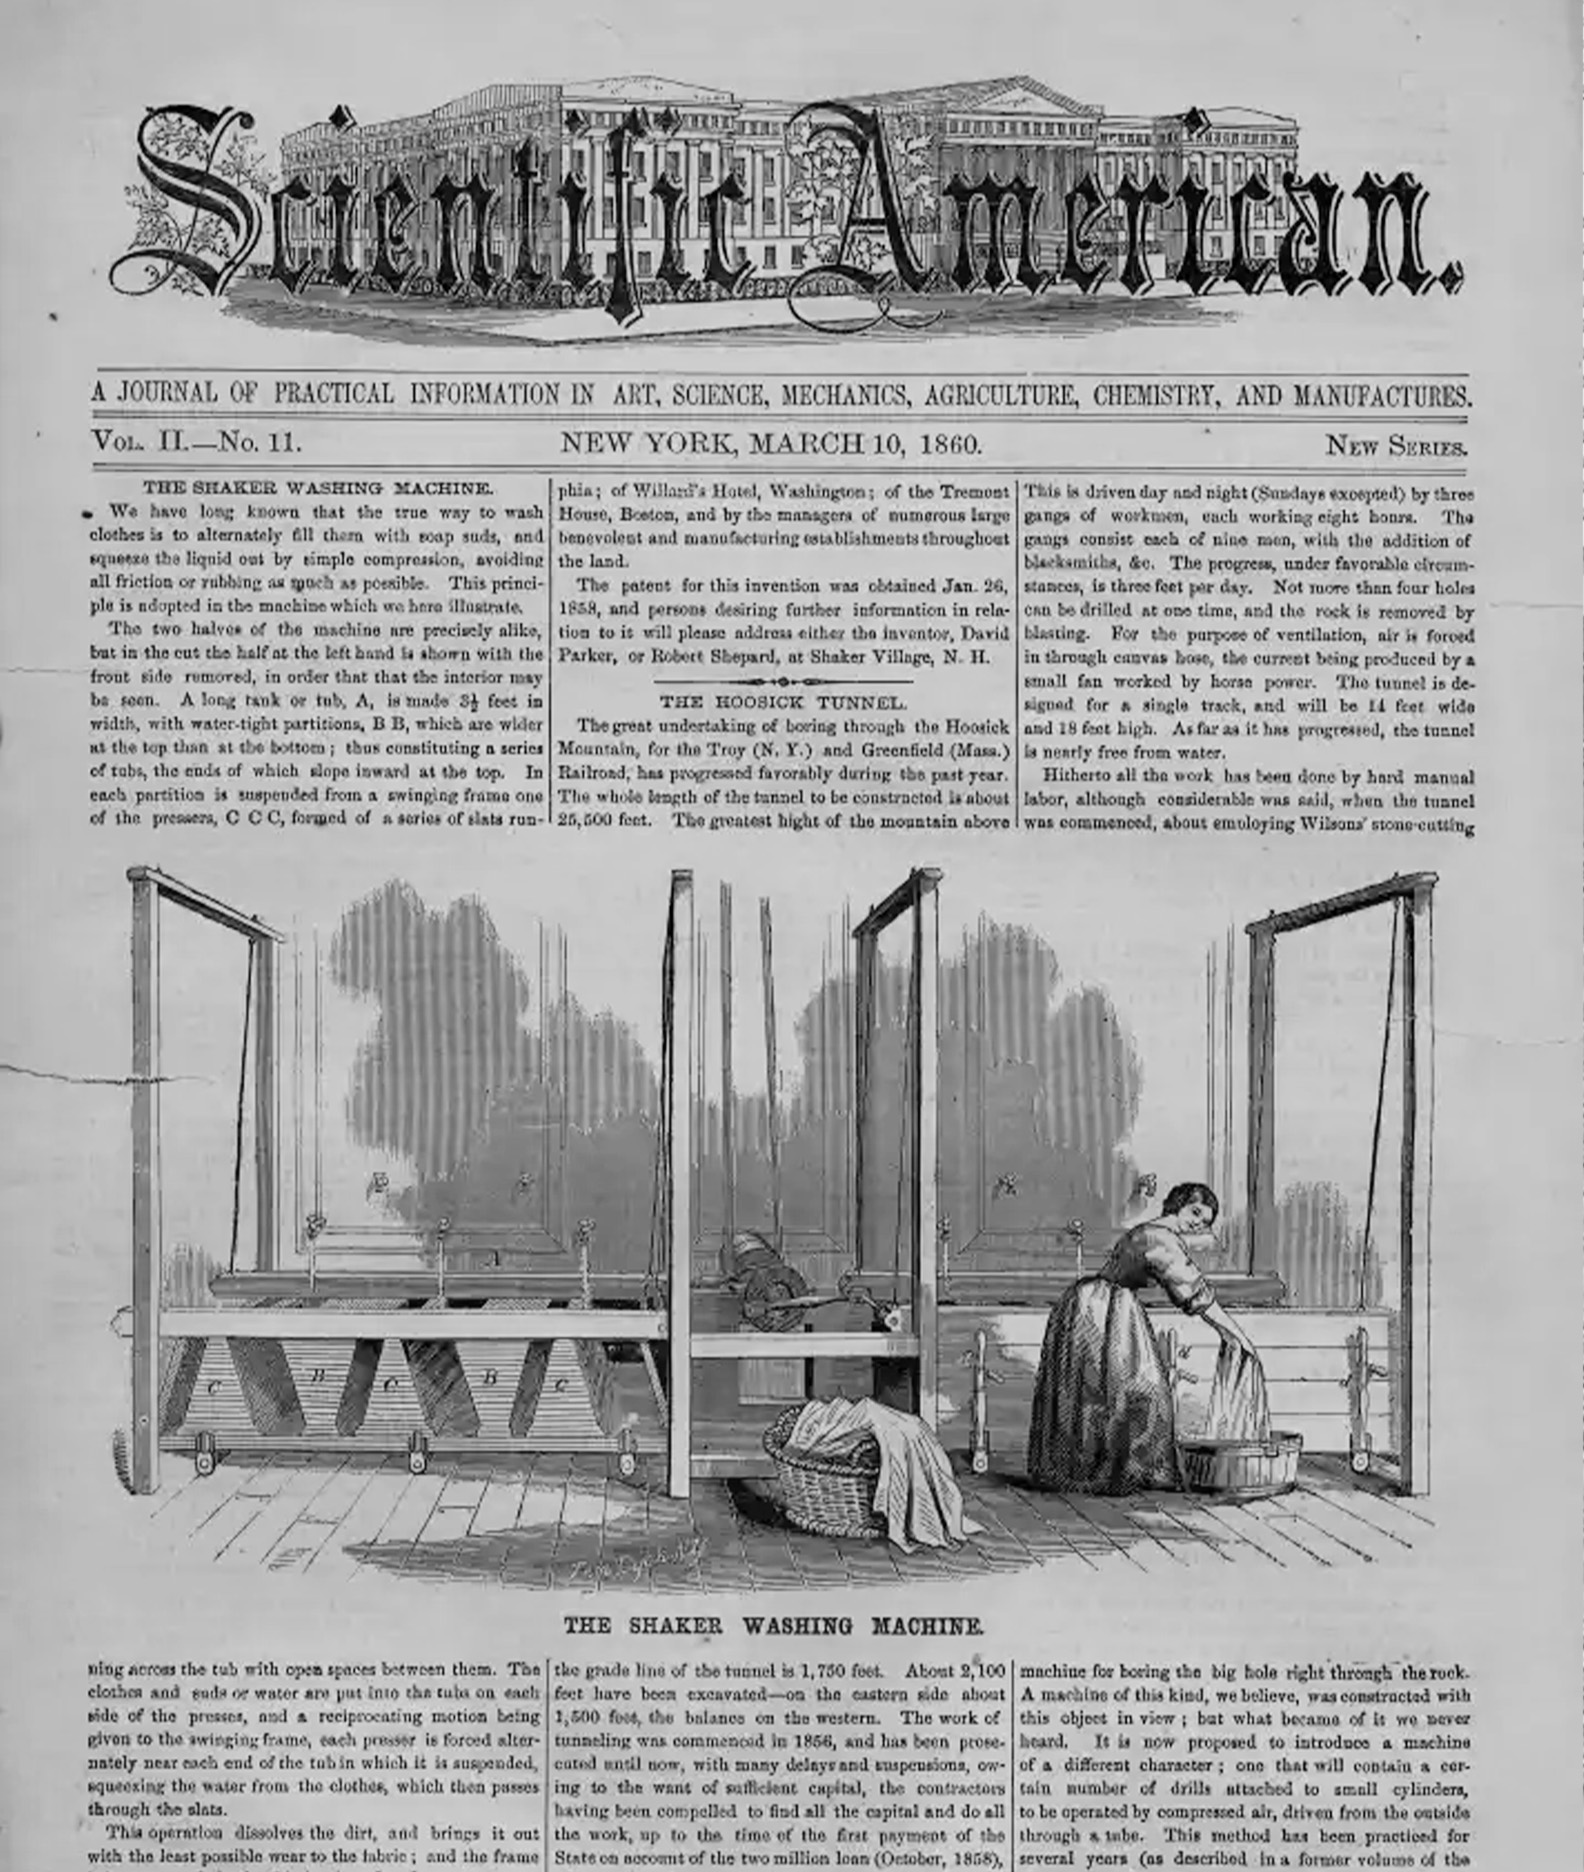 Scientific American.
A JOURNAL OF PRACTICAL INFORMATION IN ART, SCIENCE, MECHANICS, AGRICULTURE, CHEMISTRY, AND MANUFACTURES.
VOL. II.—NO. 11.
NEW YORK, MARCH 10, 1860.
NEW SERIES.
THE SHAKER WASHING MACHINE.
We have long known that the true way to wash
clothes is to alternately fill them with soap suds, and
squeeze the liquid out by simple compression, avoiding
all friction or rubbing as much as possible. This princi-
ple is adopted in the machine which we here illustrate.
The two halves of the machine are precisely alike,
but in the cut the half at the left hand is shown with the
front side removed, in order that that the interior may
be seen. A long tank or tub, A, is made 3½ feet in
width, with water-tight partitions, B B, which are wider
at the top than at the bottom; thus constituting a series
of tubs, the ends of which slope inward at the top. In
each partition is suspended from a swinging frame one
of the pressers, C C C, formed of a series of slats run-
phia; of Willard's Hotel, Washington; of the Tremont
House, Boston, and by the managers of numerous large
benevolent and manufacturing establishments throughout
the land.
The patent for this invention was obtained Jan. 26,
1858, and persons desiring further information in rela-
tion to it will please address either the inventor, David
Parker, or Robert Shepard, at Shaker Village, N. H.
THE HOOSICK TUNNEL.
The great undertaking of boring through the Hoosick
Mountain, for the Troy (N. Y.) and Greenfield (Mass.)
Railroad, has progressed favorably during the past year.
The whole length of the tunnel to be constructed is about
25,500 feet. The greatest hight of the mountain above
This is driven day and night (Sundays excepted) by three
gangs of workmen, each working eight hours. The
gangs consist each of nine men, with the addition of
blacksmiths, &c. The progress, under favorable circum-
stances, is three feet per day. Not more than four holes
can be drilled at one time, and the rock is removed by
blasting. For the purpose of ventilation, air is forced
in through canvas hose, the current being produced by a
small fan worked by horse power. The tunnel is de-
signed for a single track, and will be 14 feet wide
and 18 feet high. As far as it has progressed, the tunnel
is nearly free from water.
Hitherto all the work has been done by hard manual
labor, although considerable was said, when the tunnel
was commenced, about employing Wilsons' stone-cutting
A
C B C B C
d
THE SHAKER WASHING MACHINE.
ning across the tub with open spaces between them. The
clothes and suds or water are put into the tubs on each
side of the presses, and a reciprocating motion being
given to the swinging frame, each presser is forced alter-
nately near each end of the tub in which it is suspended,
squeezing the water from the clothes, which then passes
through the slats.
This operation dissolves the dirt, and brings it out
with the least possible wear to the fabric; and the frame
the grade line of the tunnel is 1,750 feet. About 2,100
feet have been excavated—on the eastern side about
1,500 feet, the balance on the western. The work of
tunneling was commenced in 1856, and has been prose-
cuted until now, with many delays and suspensions, ow-
ing to the want of sufficient capital, the contractors
having been compelled to find all the capital and do all
the work, up to the time of the first payment of the
State on account of the two million loan (October, 1858),
machine for boring the big hole right through the rock.
A machine of this kind, we believe, was constructed with
this object in view; but what became of it we never
heard. It is now proposed to introduce a machine
of a different character; one that will contain a cer-
tain number of drills attached to small cylinders,
to be operated by compressed air, driven from the outside
through a tube. This method has been practiced for
several years (as described in a former volume of the